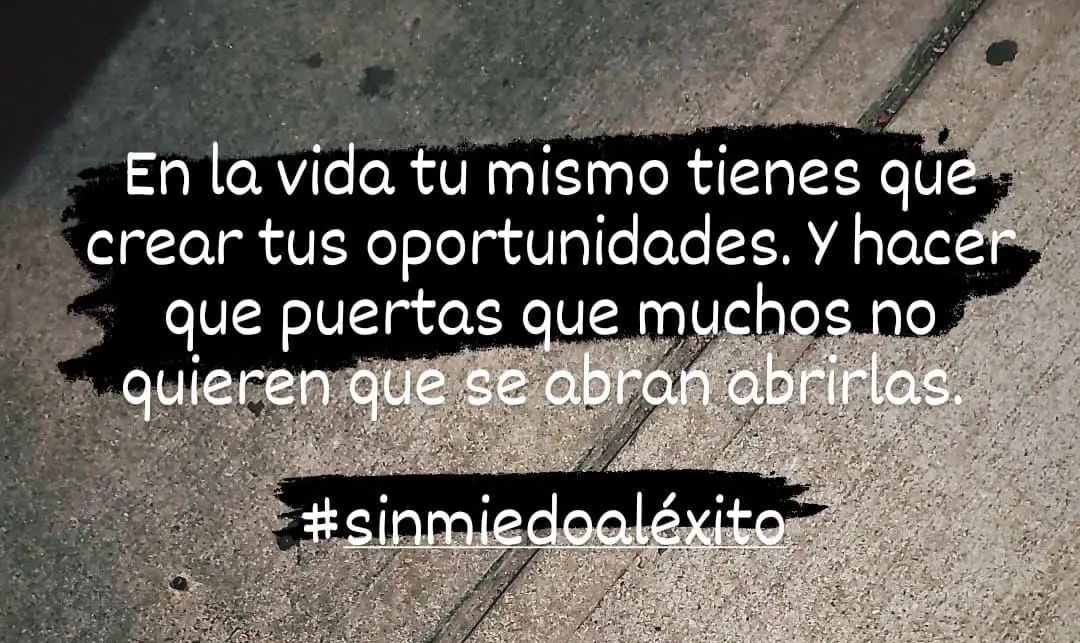 En la vida tu mismo tienes que
crear tus oportunidades. Y hacer
que puertas que muchos no
quieren que se abran abrirlas.
#sinmiedoaléxito